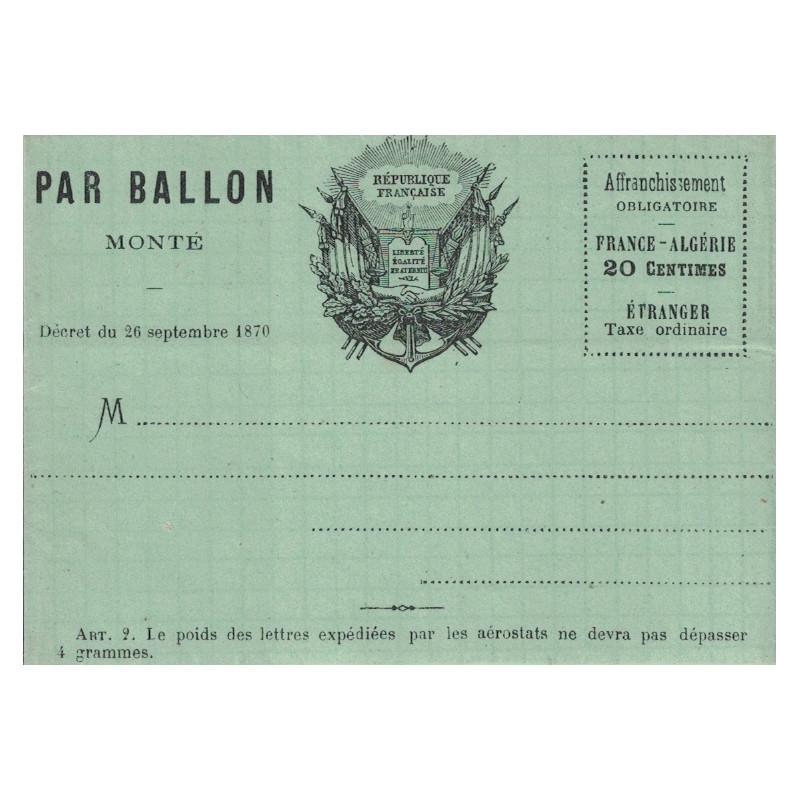 PAR BALLON
MONTÉ
Décret du 26 septembre 1870
RÉPUBLIQUE
FRANÇAISE
LIBERTÉ
ÉGALITÉ
FRATERNITÉ
Affranchissement
OBLIGATOIRE
FRANCE-ALGÉRIE
20 CENTIMES
ÉTRANGER
Taxe ordinaire
M
ART. 2. Le poids des lettres expédiées par les aérostats ne devra pas dépasser
4 grammes.